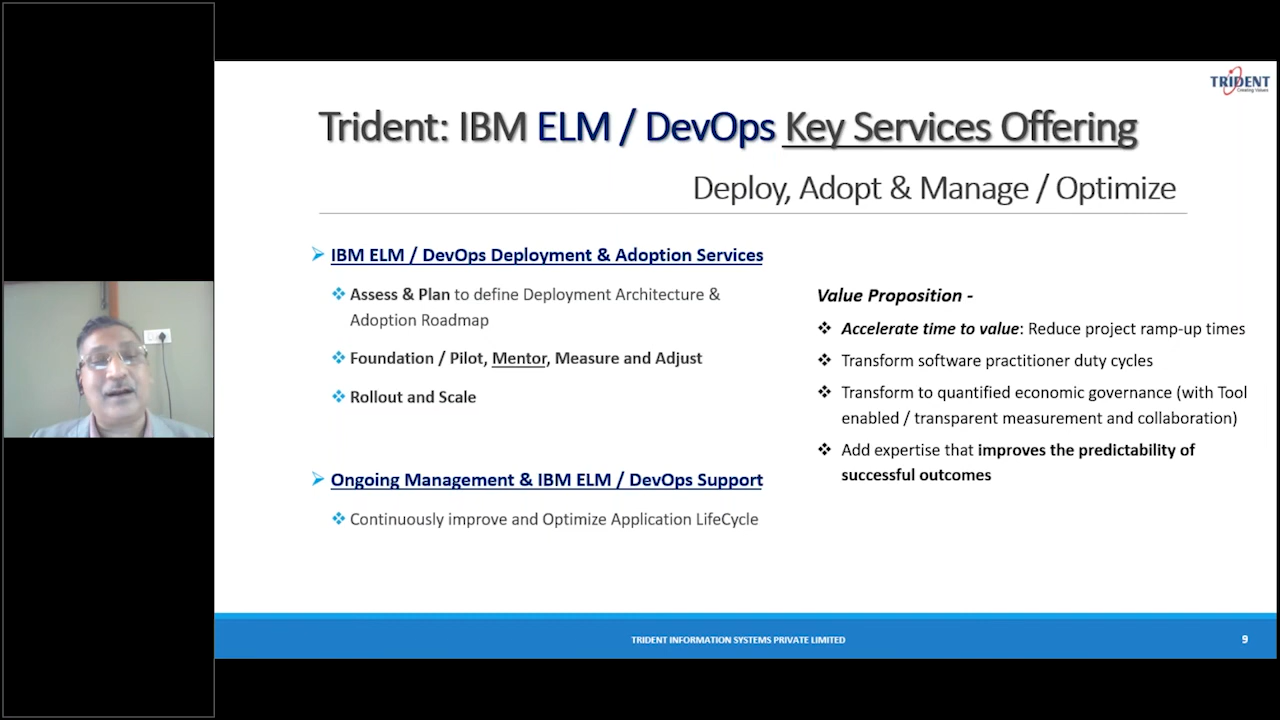 TRIDENT
Creating Values
Trident: IBM ELM / DevOps Key Services Offering
Deploy, Adopt & Manage / Optimize
IBM ELM / DevOps Deployment & Adoption Services
Assess & Plan to define Deployment Architecture &
Adoption Roadmap
Foundation / Pilot, Mentor, Measure and Adjust
Rollout and Scale
Ongoing Management & IBM ELM / DevOps Support
Continuously improve and Optimize Application LifeCycle
Value Proposition -
Accelerate time to value: Reduce project ramp-up times
Transform software practitioner duty cycles
Transform to quantified economic governance (with Tool
enabled / transparent measurement and collaboration)
Add expertise that improves the predictability of
successful outcomes
TRIDENT INFORMATION SYSTEMS PRIVATE LIMITED
9